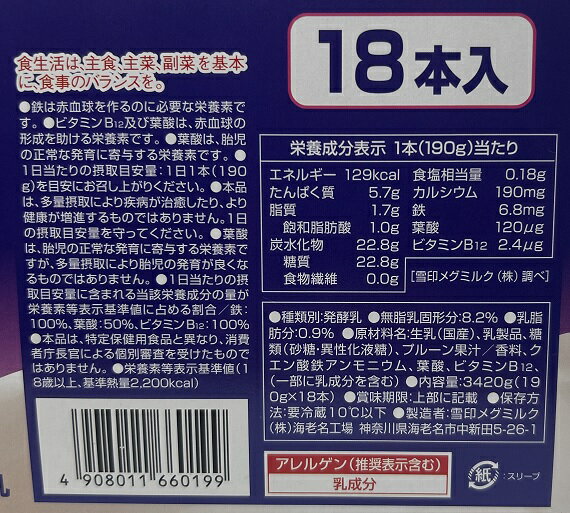 食生活は、主食、主菜、副菜を基本
に、食事のバランスを。
●鉄は赤血球を作るのに必要な栄養素で
す。●ビタミンB12及び葉酸は、赤血球の
形成を助ける栄養素です。●葉酸は、胎児
の正常な発育に寄与する栄養素です。●
1日当たりの摂取目安量:1日1本(190
g)を目安にお召し上がりください。●本品
は、多量摂取により疾病が治癒したり、より
健康が増進するものではありません。1日
の摂取目安量を守ってください。●葉酸
は、胎児の正常な発育に寄与する栄養素で
すが、多量摂取により胎児の発育が良くな
るものではありません。●1日当たりの摂
取目安量に含まれる当該栄養成分の量が
栄養素等表示基準値に占める割合/鉄:
100%、葉酸:50%、ビタミンB12:100%
●本品は、特定保健用食品と異なり、消費
者庁長官による個別審査を受けたもので
はありません。●栄養素等表示基準値(1
8歳以上、基準熱量2,200kcal)
4 908011 660199
18本入
栄養成分表示 1本(190g)当たり
エネルギー 129kcal 食塩相当量 0.18g
たんぱく質 5.7g カルシウム 190mg
脂質 1.7g 鉄 6.8mg
飽和脂肪酸 1.0g 葉酸 120μg
炭水化物 22.8g ビタミンB12 2.4μg
糖質 22.8g
食物繊維 0.0g [雪印メグミルク(株)調べ]
●種類別:発酵乳 ●無脂乳固形分:8.2% ●乳脂
肪分:0.9% ●原材料名:生乳(国産)、乳製品、糖
類(砂糖・異性化液糖)、プルーン果汁/香料、ク
エン酸鉄アンモニウム、葉酸、ビタミンB12、
(一部に乳成分を含む) ●内容量:3420g(19
0g×18本) ●賞味期限:上部に記載 ●保存方
法:要冷蔵10℃以下 ●製造者:雪印メグミルク
(株)海老名工場 神奈川県海老名市中新田5-26-1
アレルゲン(推奨表示含む)
乳成分
紙 :スリーブ